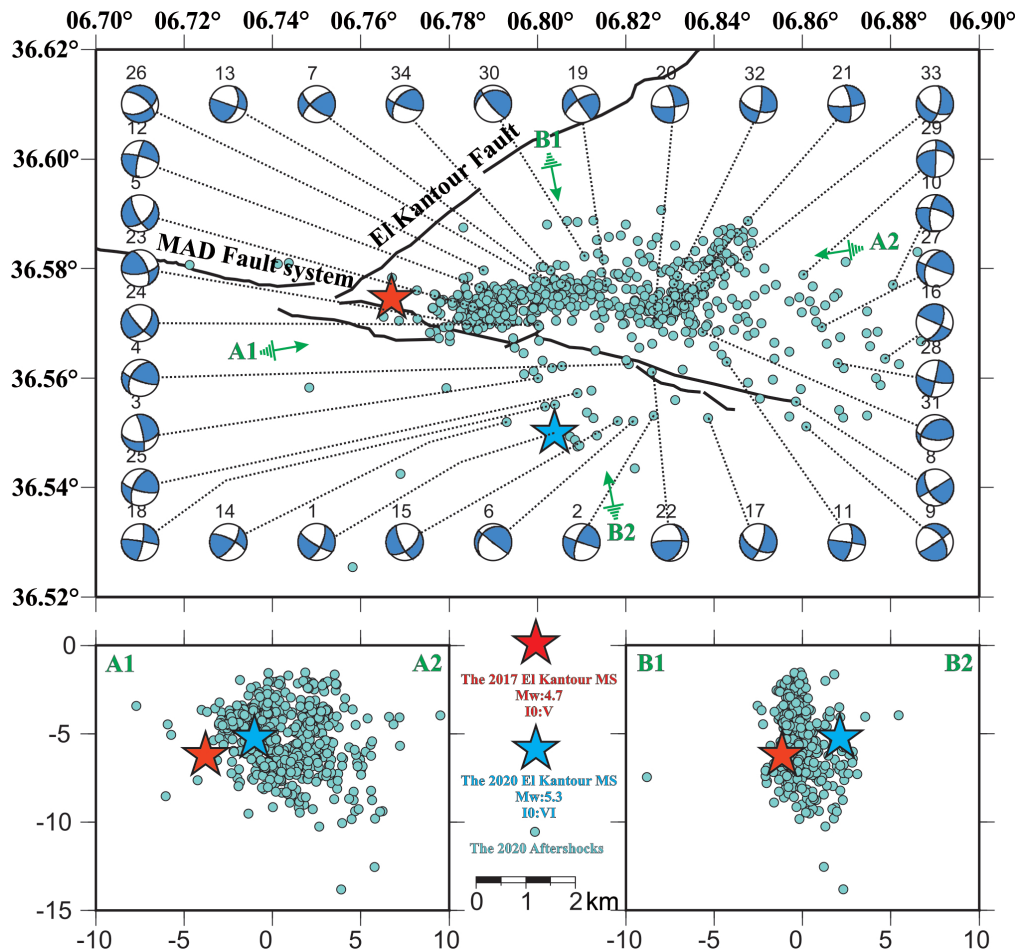 06.70° 06.72° 06.74° 06.76° 06.78° 06.80° 06.82° 06.84° 06.86° 06.88° 06.90°
36.62°
26 13 7 34 30 19 20 32 21 33
12 29
B1
36.60°
El Kantour Fault
5 10
MAD Fault system
A2
23 27
36.58°
24 16
A1
4 28
36.56°
3 31
25 8
36.54°
18 14 1 15 6 2 22 17 11 9
B2
36.52°
0
-5
-10
-15
A1 A2
-10 -5 0 5 10
The 2017 El Kantour MS
Mw:4.7
I0:V
The 2020 El Kantour MS
Mw:5.3
I0:VI
The 2020 Aftershocks
0 1 2 km
B1 B2
-10 -5 0 5 10